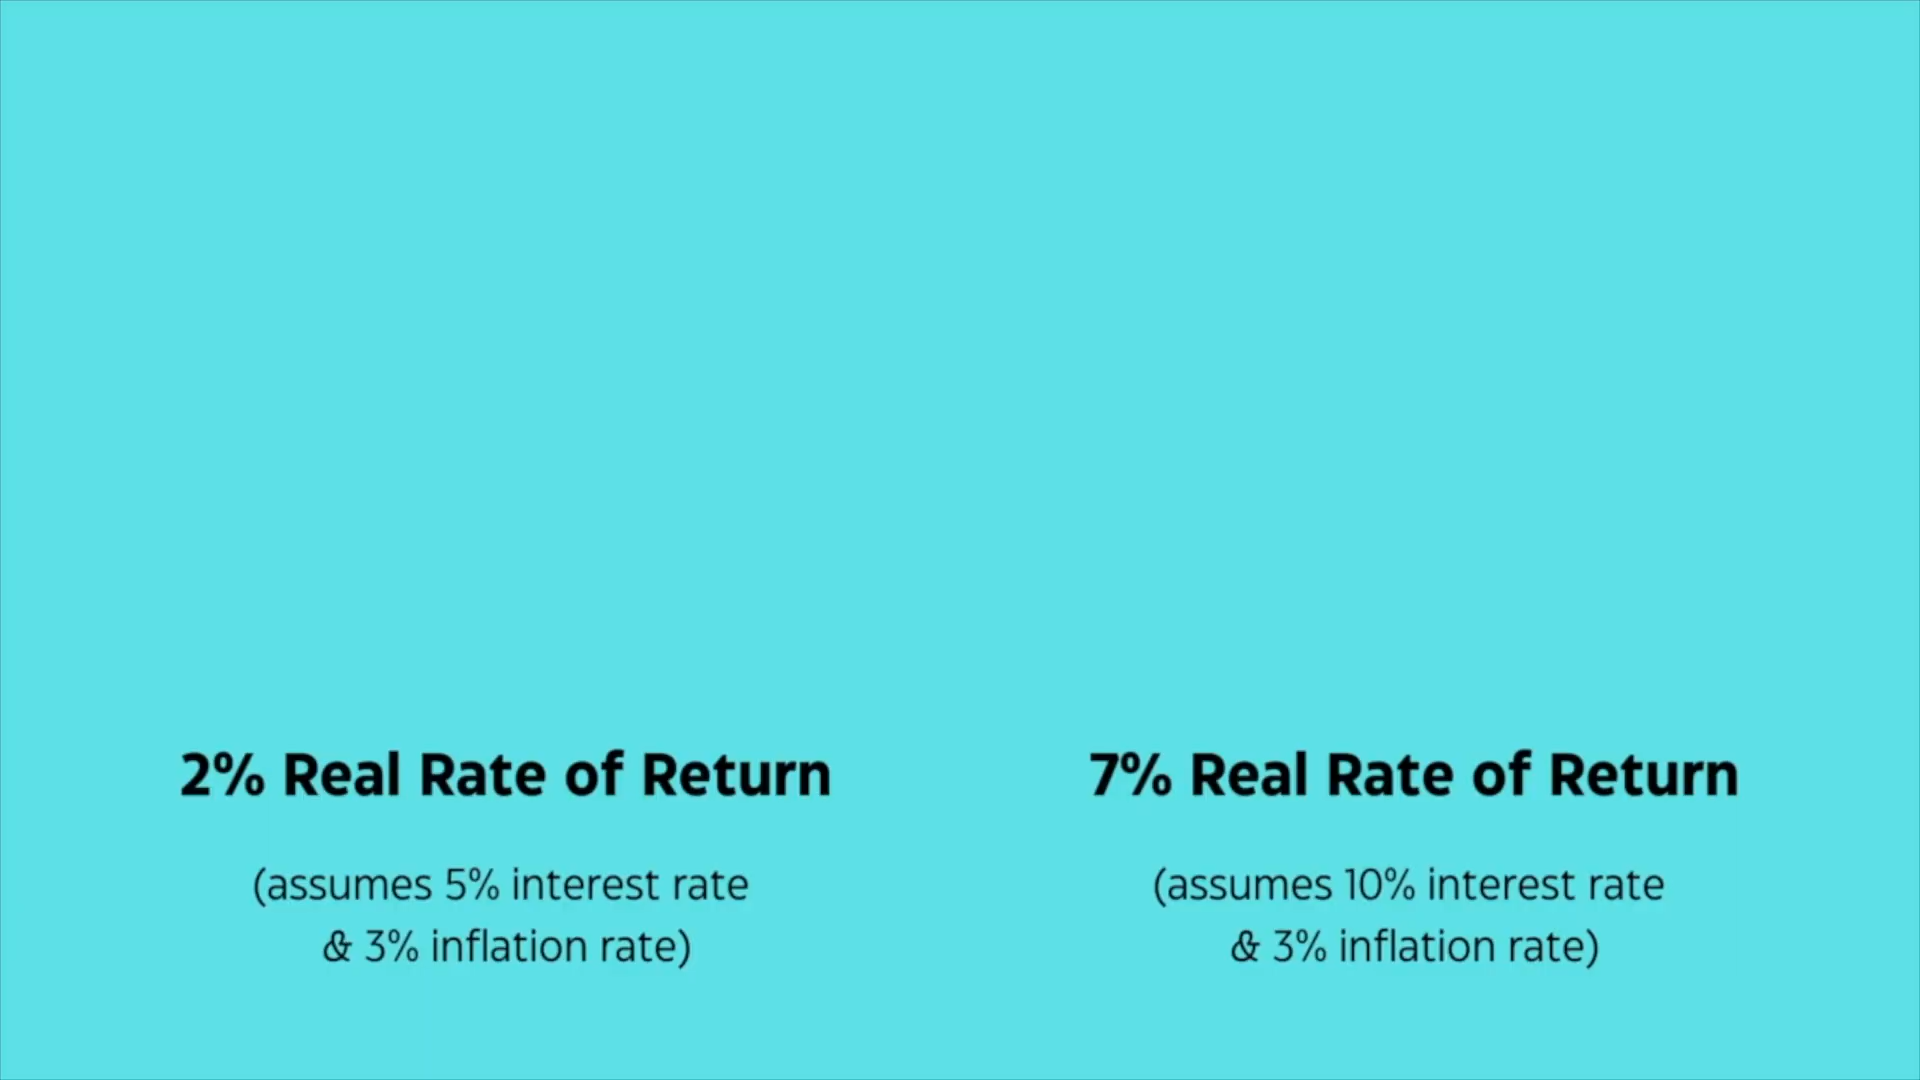 2% Real Rate of Return
(assumes 5% interest rate
& 3% inflation rate)
7% Real Rate of Return
(assumes 10% interest rate
& 3% inflation rate)